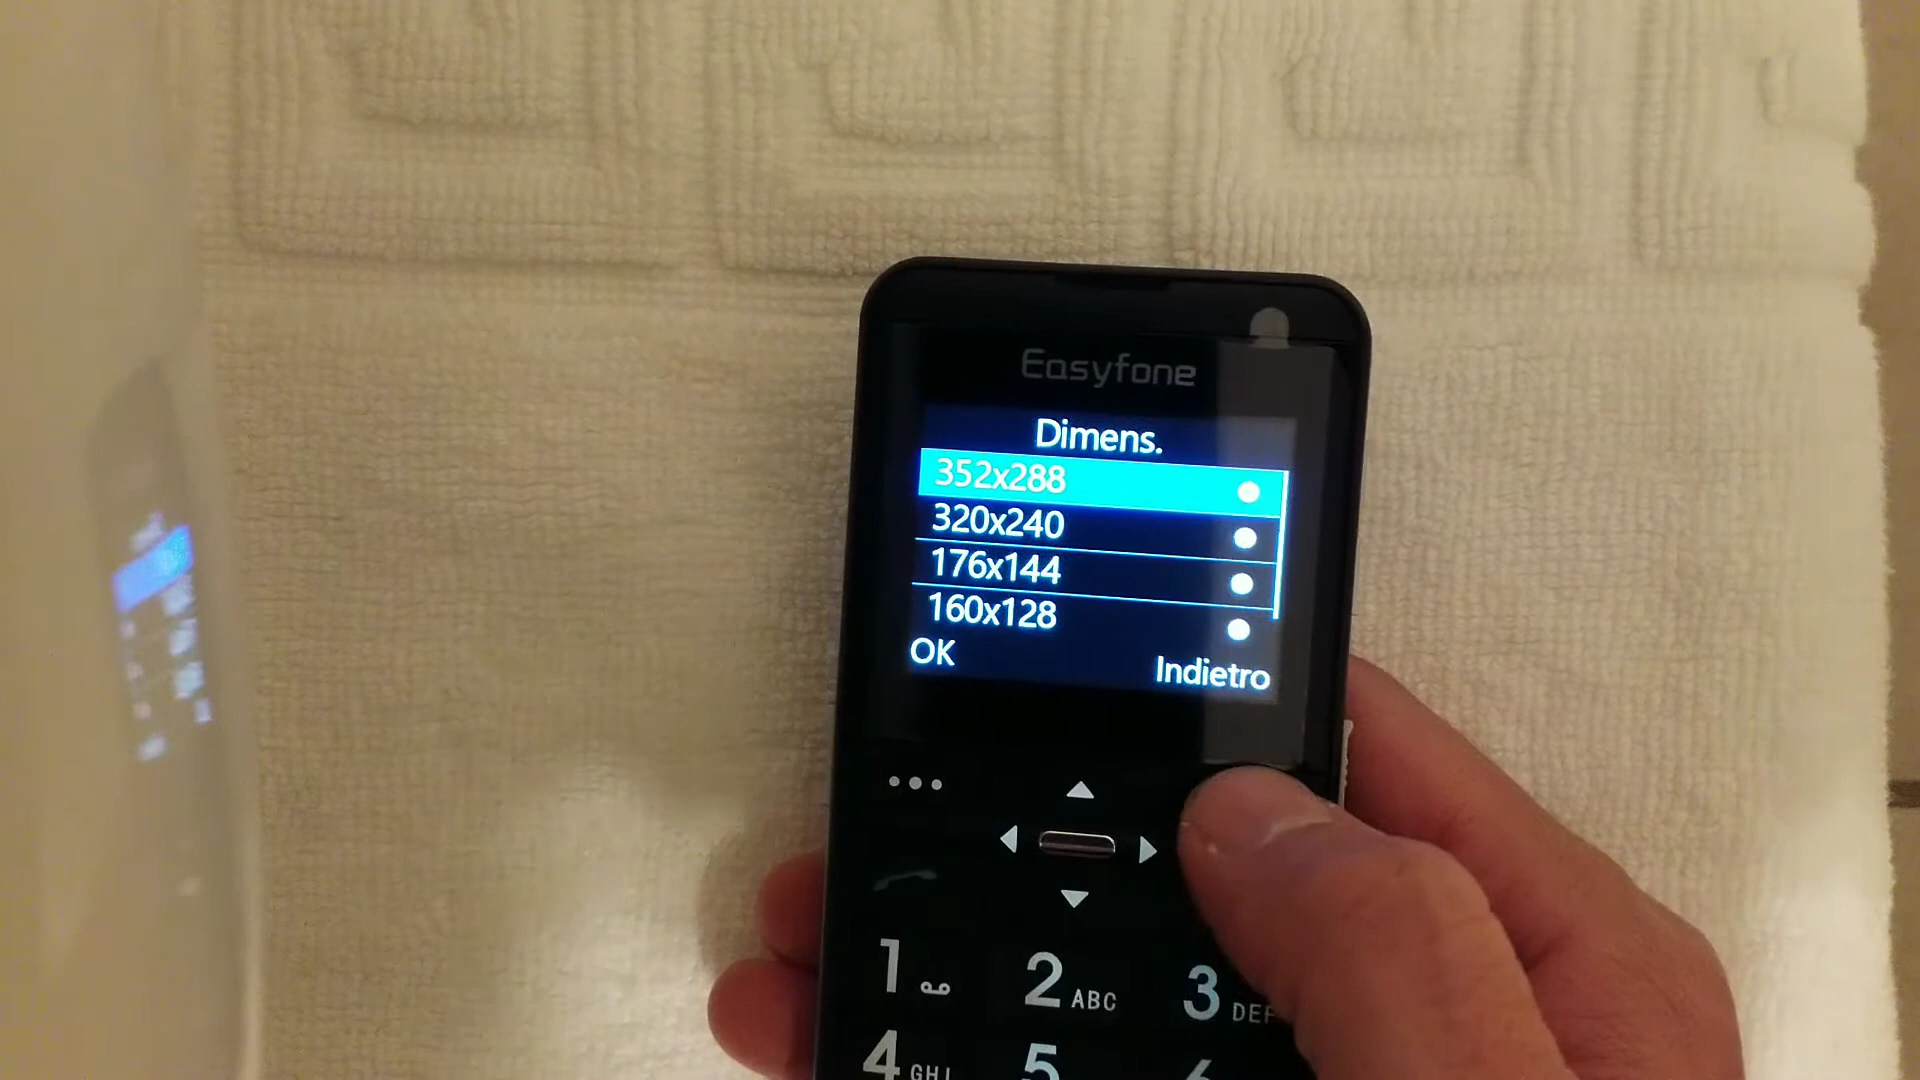 Easyfone
Dimens.
352x288
320x240
176x144
160x128
OK Indietro
1 2 ABC 3 DEF
4 GHI 5